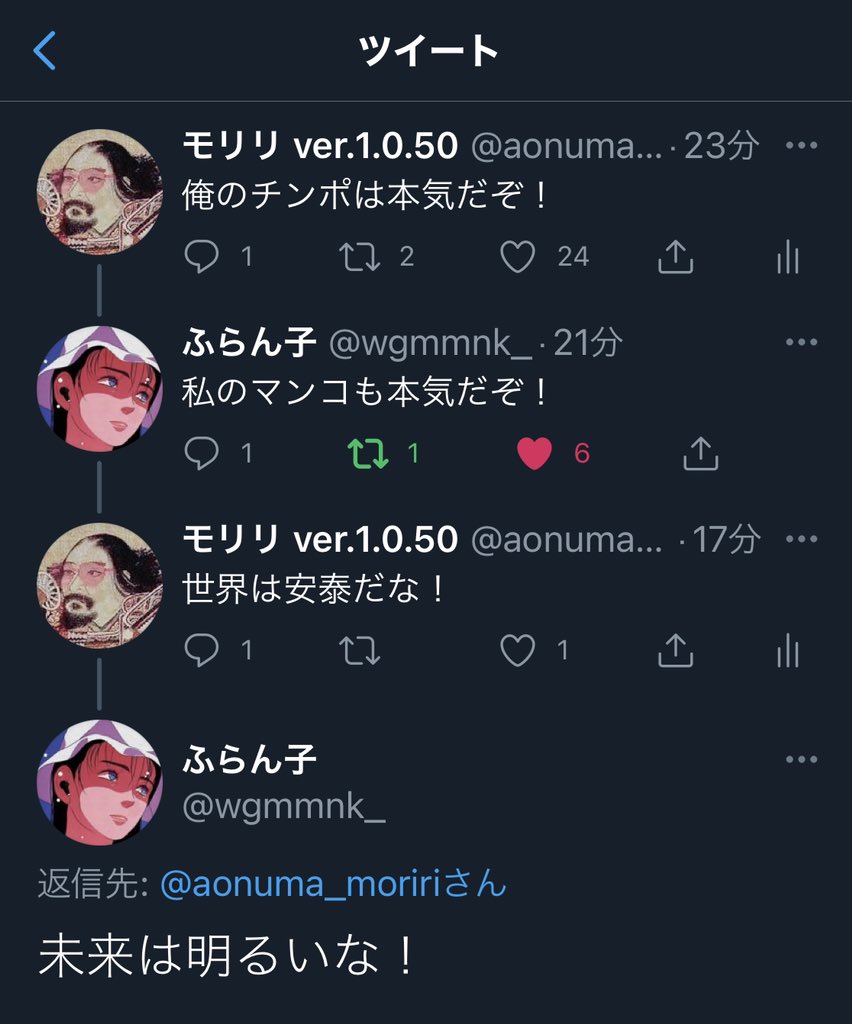 ツイート
モリリ ver.1.0.50 @aonuma... · 23分
俺のチンポは本気だぞ！
1 2 24
ふらん子 @wgmmnk_ · 21分
私のマンコも本気だぞ！
1 1 6
モリリ ver.1.0.50 @aonuma... · 17分
世界は安泰だな！
1 1
ふらん子
@wgmmnk_
返信先: @aonuma_moririさん
未来は明るいな！